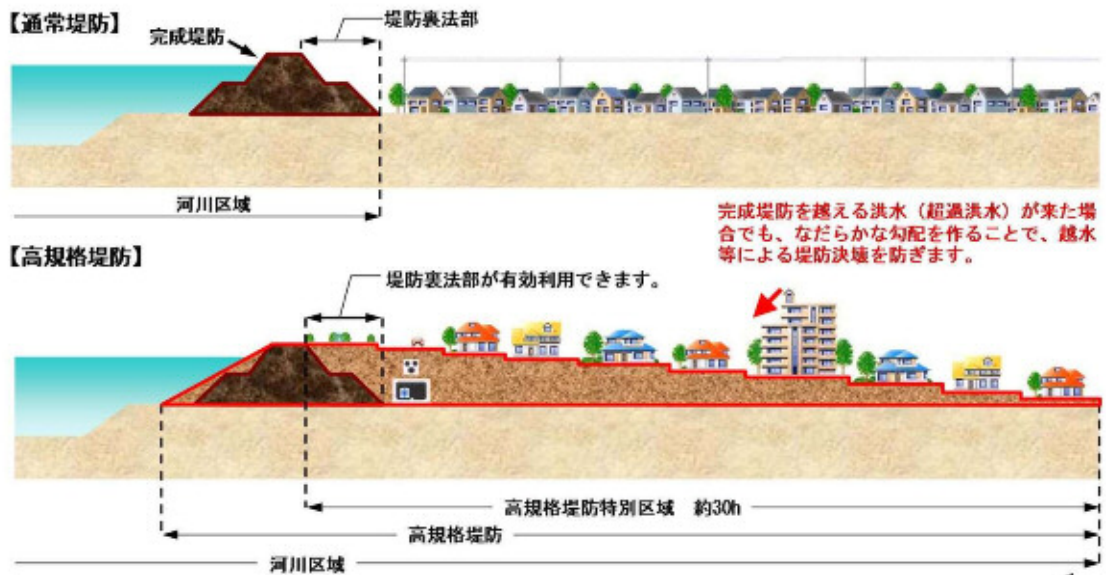 【通常堤防】
完成堤防
堤防裏法部
河川区域
完成堤防を越える洪水（超過洪水）が来た場
合でも、なだらかな勾配を作ることで、越水
等による堤防決壊を防ぎます。
【高規格堤防】
堤防裏法部が有効利用できます。
高規格堤防特別区域　約30h
高規格堤防
河川区域